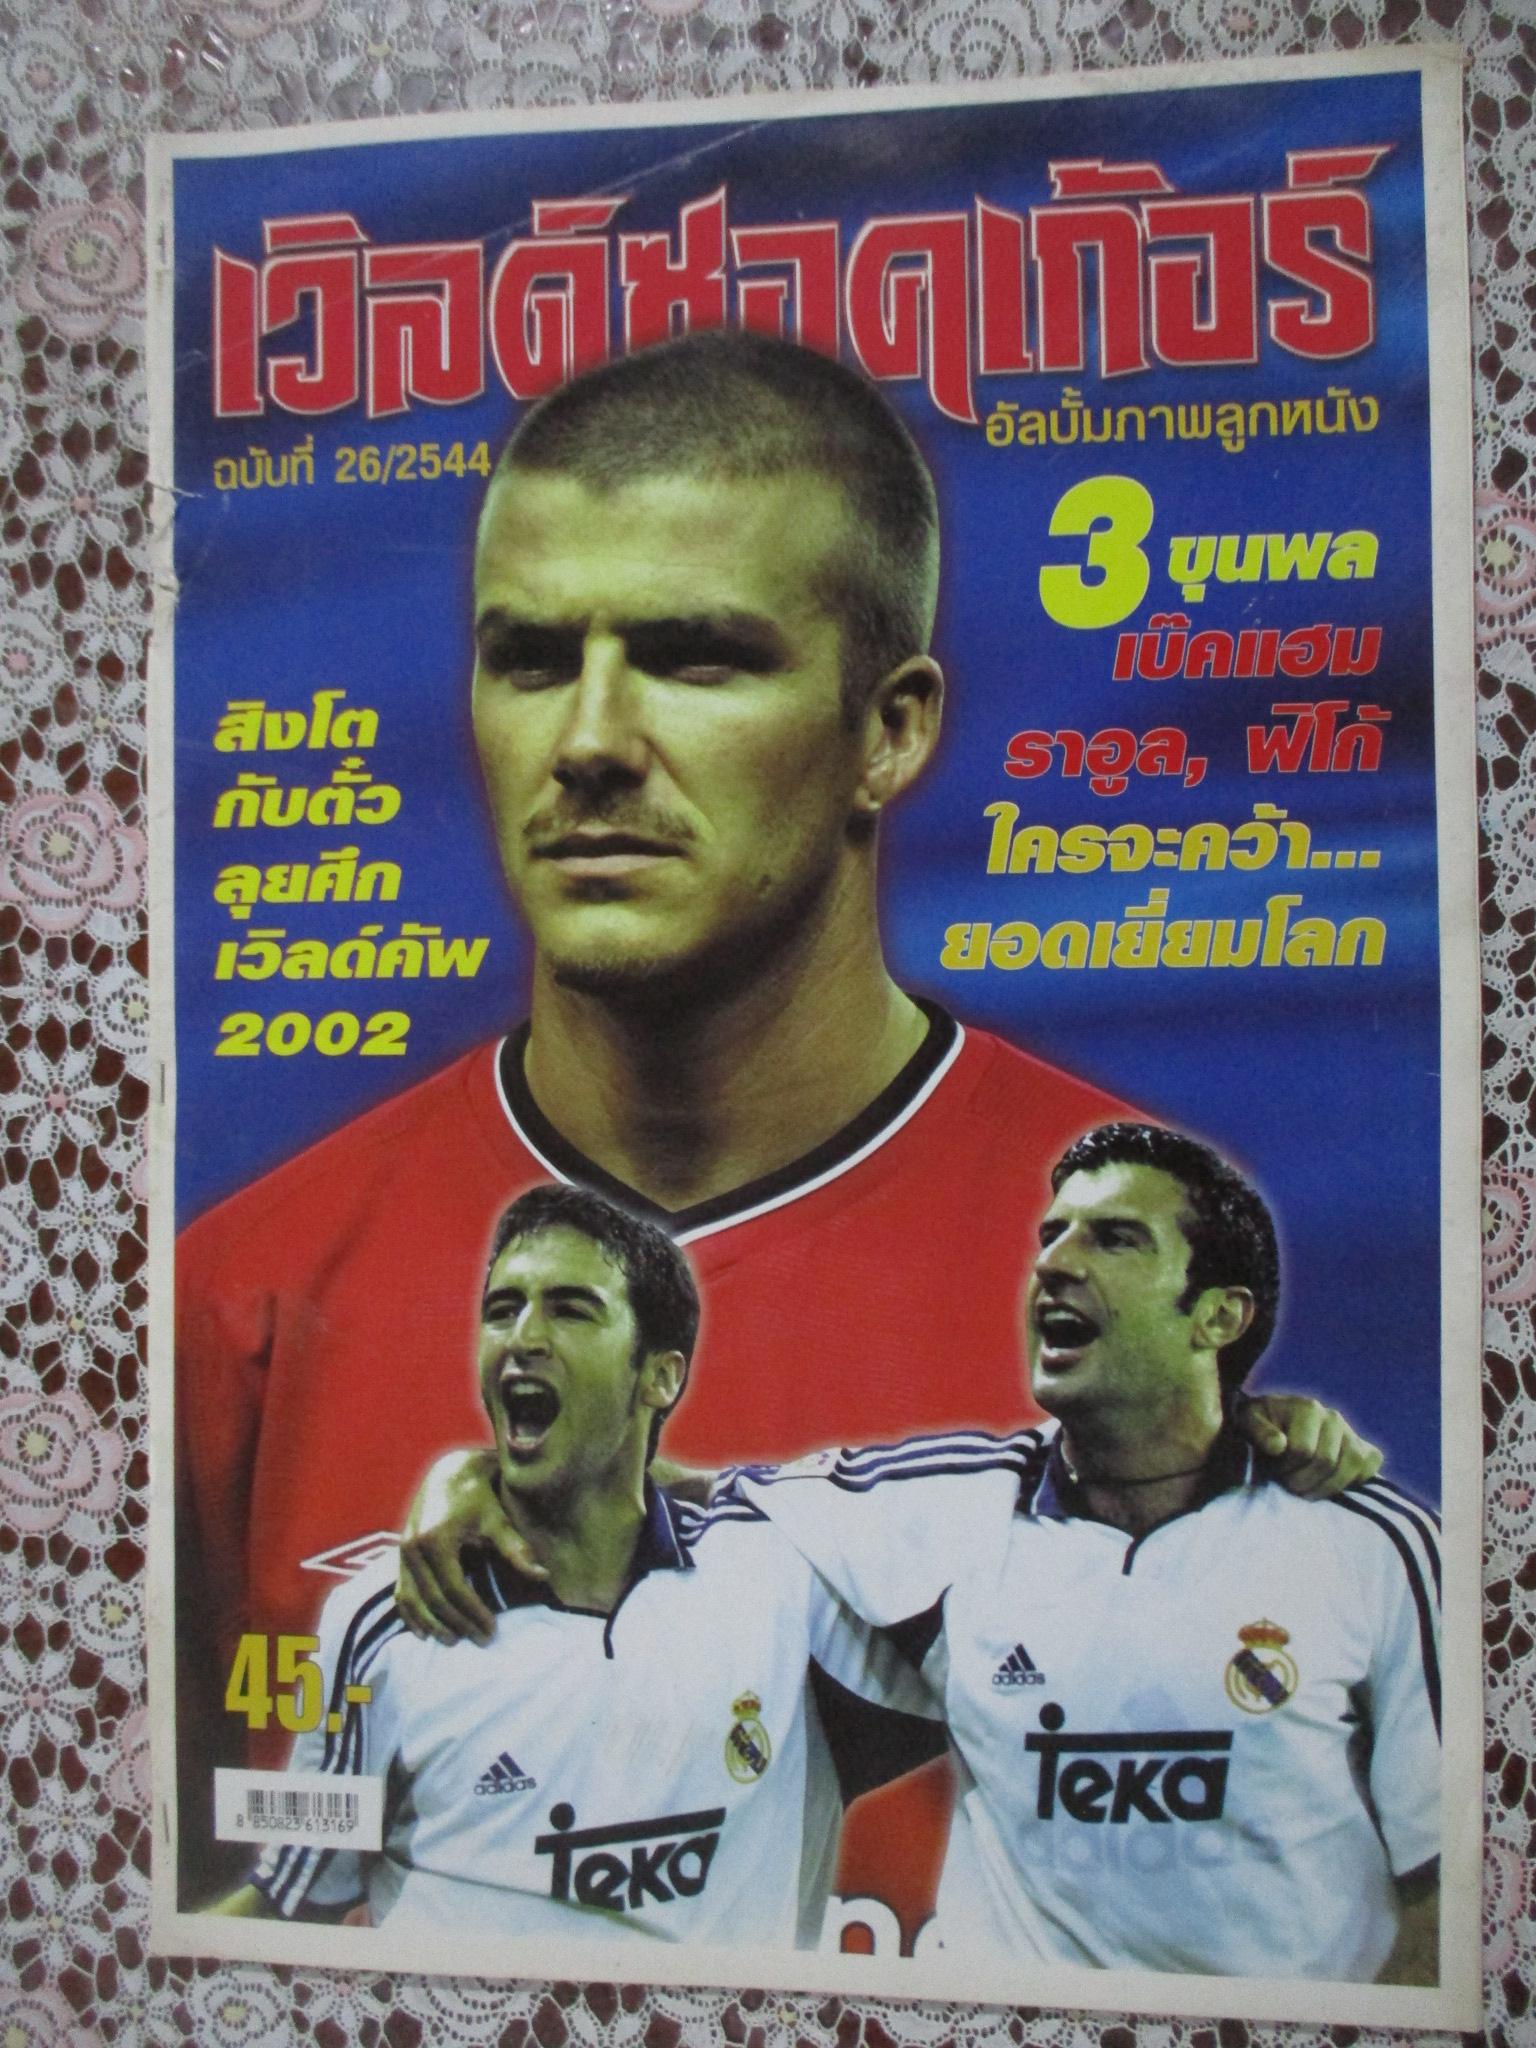 เวิลด์ซอคเก้อร์
อัลบั้มภาพลูกหนัง
ฉบับที่ 26/2544
3 ขุนพล
เบ๊คแฮม
ราอูล, ฟิโก้
ใครจะคว้า...
ยอดเยี่ยมโลก
สิงโต
กับตั๋ว
ลุยศึก
เวิลด์คัพ
2002
45.-
8 850823 613169
adidas
Teka
adidas
Teka
adidas